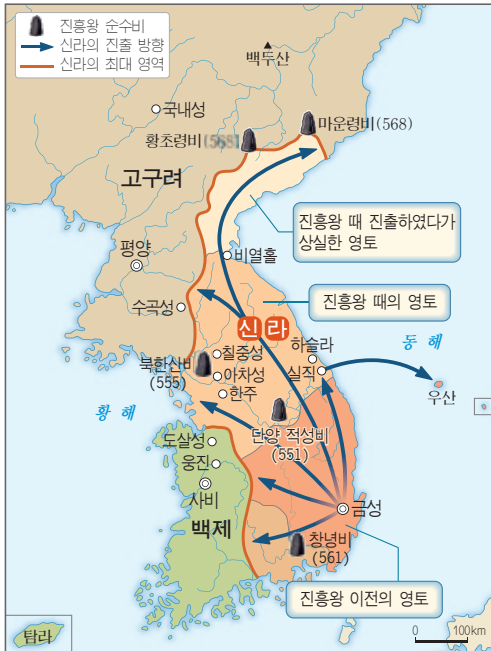 진흥왕 순수비
신라의 진출 방향
신라의 최대 영역
백두산
국내성
마운령비(568)
황조령비(568)
고구려
진흥왕 때 진출하였다가
상실한 영토
평양
비열홀
진흥왕 때의 영토
수곡성
신라
동해
칠중성
하슬라
북한산비
(555)
아차성
실직
한주
우산
황해
단양 적성비
(551)
도살성
웅진
사비
백제
금성
창녕비
(561)
진흥왕 이전의 영토
탐라
0 100km